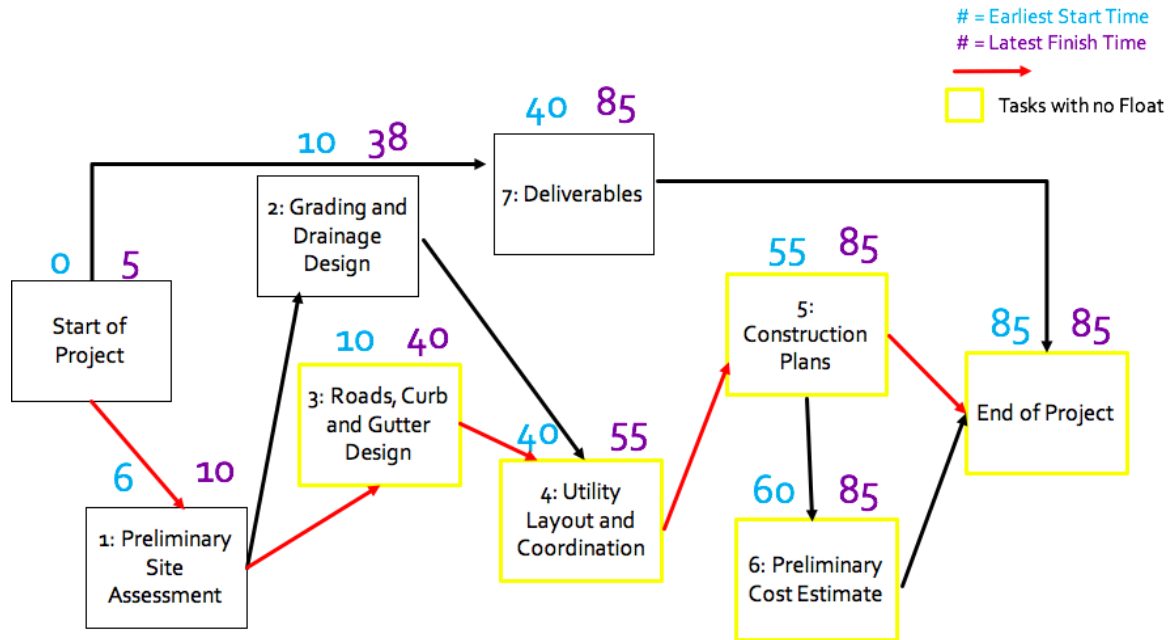 # = Earliest Start Time
# = Latest Finish Time
Tasks with no Float
40 85
10 38
7: Deliverables
2: Grading and
Drainage
Design
0 5
Start of
Project
55 85
5:
Construction
Plans
85 85
End of Project
10 40
3: Roads, Curb
and Gutter
Design
40 55
4: Utility
Layout and
Coordination
6 10
1: Preliminary
Site
Assessment
60 85
6: Preliminary
Cost Estimate